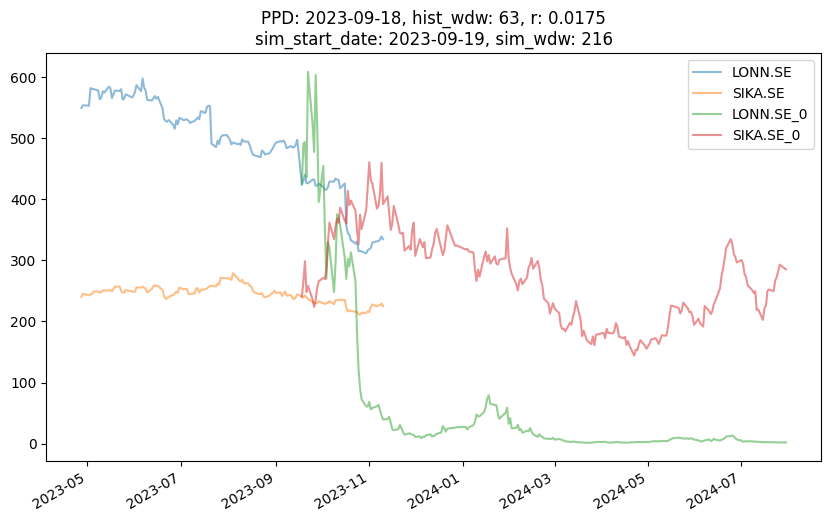 PPD: 2023-09-18, hist_wdw: 63, r: 0.0175
sim_start_date: 2023-09-19, sim_wdw: 216
LONN.SE
SIKA.SE
LONN.SE_0
SIKA.SE_0
600
500
400
300
200
100
0
2023-05
2023-07
2023-09
2023-11
2024-01
2024-03
2024-05
2024-07